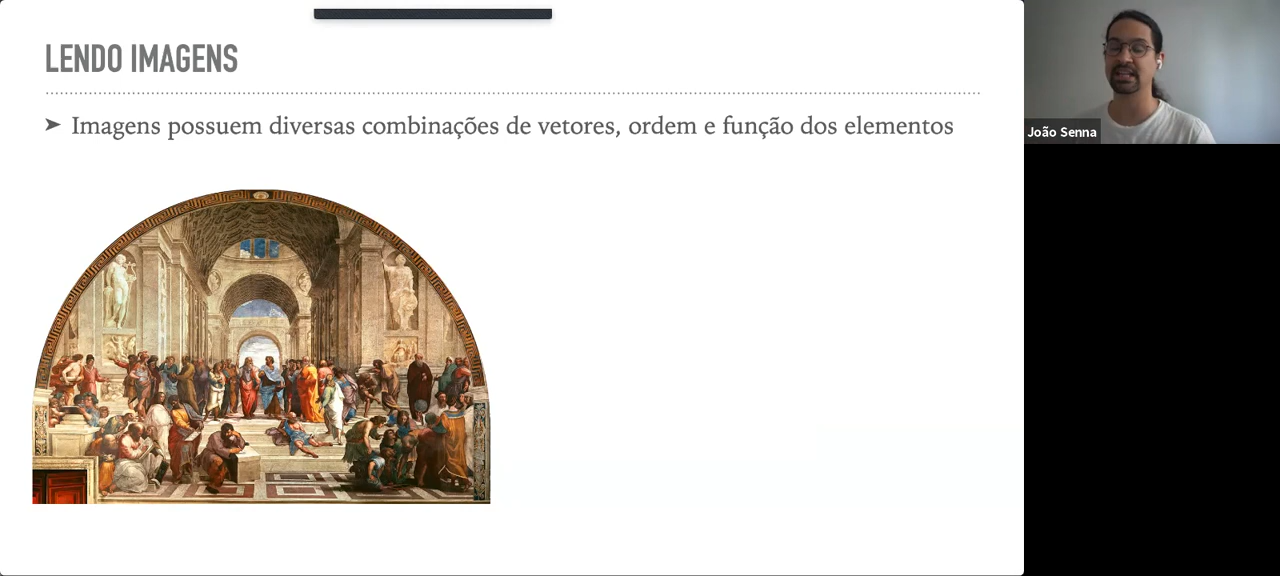 LENDO IMAGENS
➤ Imagens possuem diversas combinações de vetores, ordem e função dos elementos
João Senna